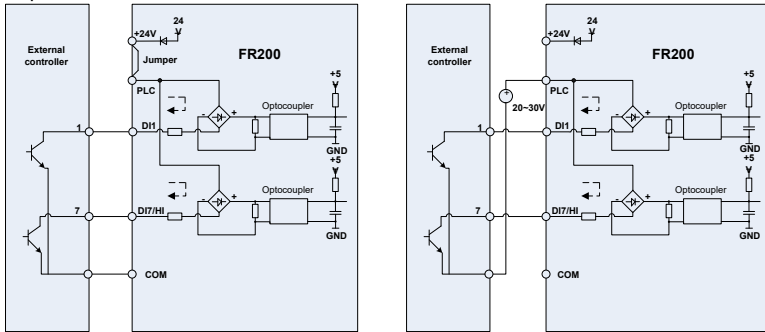 24
V
+24V
External
controller
FR200
Jumper
PLC
+5
V
Optocoupler
-
+
1
DI1
GND
+5
V
Optocoupler
-
+
7
DI7/HI
GND
COM
24
V
+24V
External
controller
FR200
PLC
+
20~30V
+5
V
Optocoupler
-
+
1
DI1
GND
+5
V
Optocoupler
-
+
7
DI7/HI
GND
COM